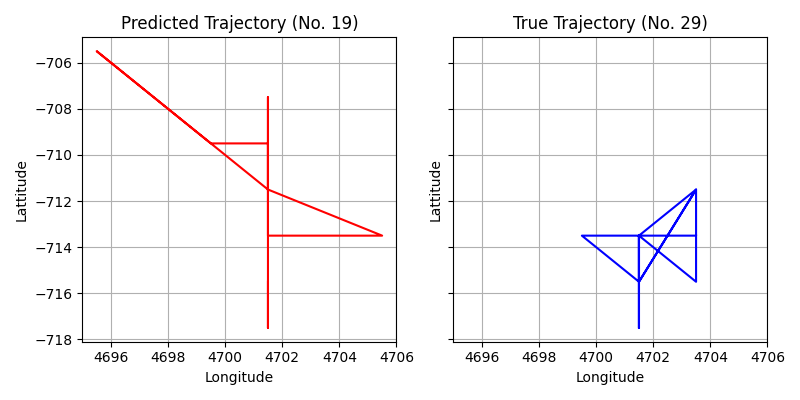 Predicted Trajectory (No. 19)
True Trajectory (No. 29)
−706
−708
−710
−712
−714
−716
−718
Lattitude
Lattitude
4696 4698 4700 4702 4704 4706
4696 4698 4700 4702 4704 4706
Longitude
Longitude